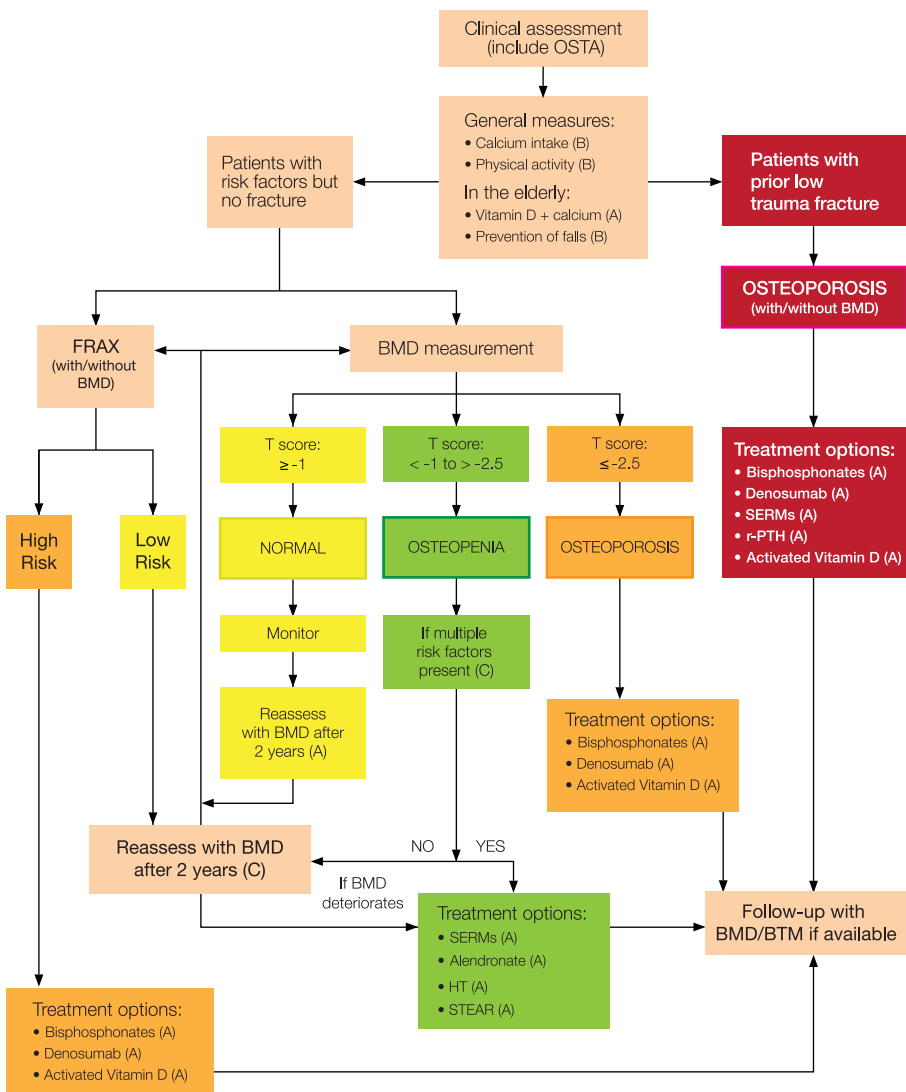 Clinical assessment
(include OSTA)
General measures:
• Calcium intake (B)
• Physical activity (B)
In the elderly:
• Vitamin D + calcium (A)
• Prevention of falls (B)
Patients with
risk factors but
no fracture
Patients with
prior low
trauma fracture
OSTEOPOROSIS
(with/without BMD)
FRAX
(with/without
BMD)
BMD measurement
T score:
≥ -1
T score:
< -1 to > -2.5
T score:
≤ -2.5
Treatment options:
• Bisphosphonates (A)
• Denosumab (A)
• SERMs (A)
• r-PTH (A)
• Activated Vitamin D (A)
High
Risk
Low
Risk
NORMAL
OSTEOPENIA
OSTEOPOROSIS
Monitor
If multiple
risk factors
present (C)
Reassess
with BMD after
2 years (A)
Treatment options:
• Bisphosphonates (A)
• Denosumab (A)
• Activated Vitamin D (A)
Reassess with BMD
after 2 years (C)
NO
YES
If BMD
deteriorates
Treatment options:
• SERMs (A)
• Alendronate (A)
• HT (A)
• STEAR (A)
Follow-up with
BMD/BTM if available
Treatment options:
• Bisphosphonates (A)
• Denosumab (A)
• Activated Vitamin D (A)